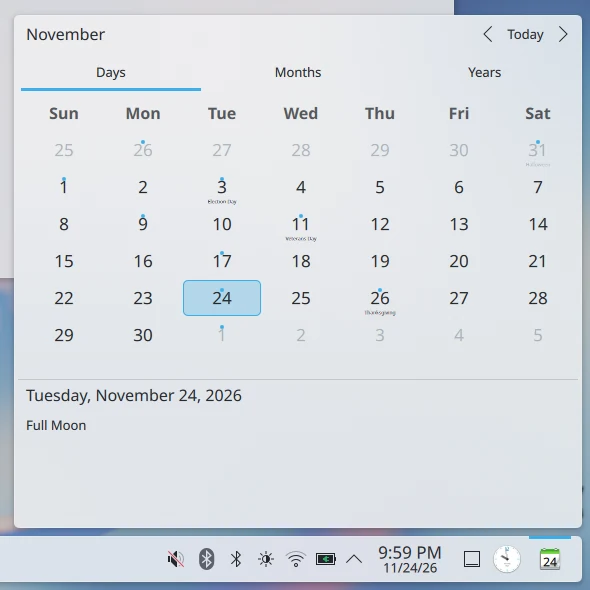 November
Today
Days Months Years
Sun Mon Tue Wed Thu Fri Sat
25 26 27 28 29 30 31
1 2 3 4 5 6 7
Election Day
8 9 10 11 12 13 14
Veterans Day
15 16 17 18 19 20 21
22 23 24 25 26 27 28
Thanksgiving
29 30 1 2 3 4 5
Tuesday, November 24, 2026
Full Moon
9:59 PM
11/24/26
24